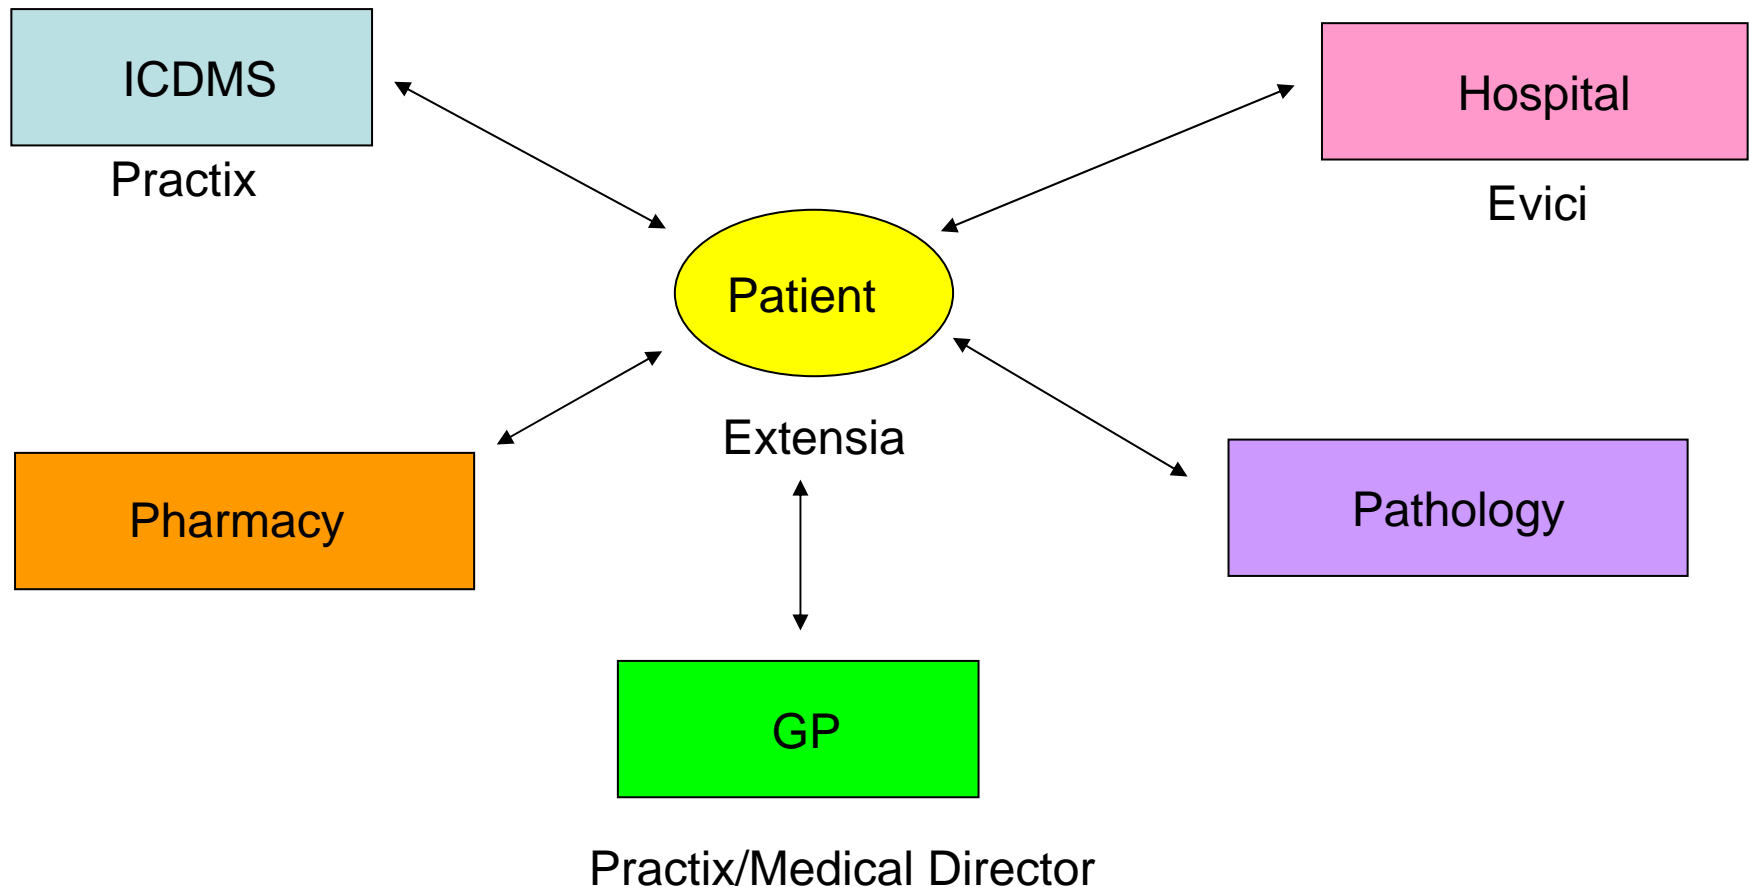 ICDMS
Practix
Hospital
Evici
Patient
Extensia
Pharmacy
Pathology
GP
Practix/Medical Director